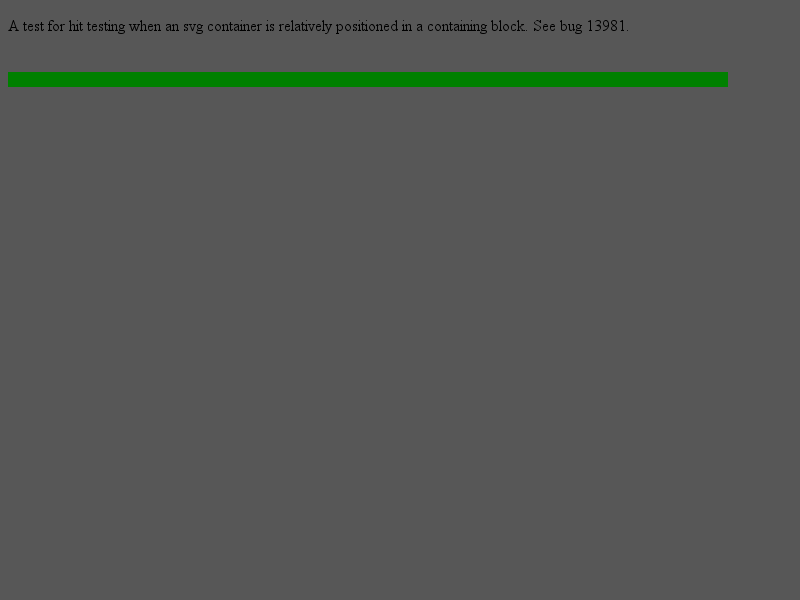 A test for hit testing when an svg container is relatively positioned in a containing block. See bug 13981.